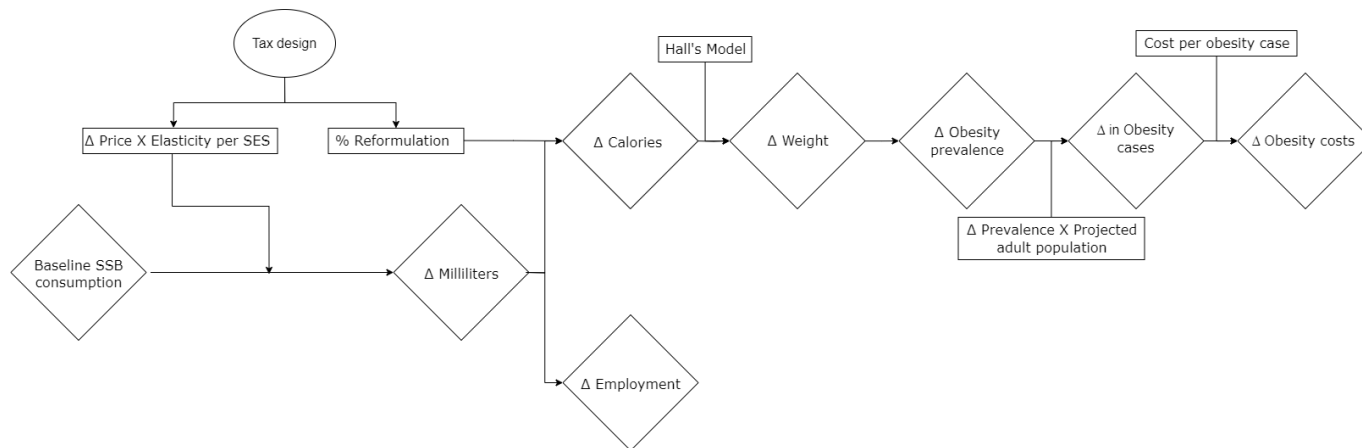 Tax design
Hall's Model
Cost per obesity case
Δ Price X Elasticity per SES
% Reformulation
Δ Calories
Δ Weight
Δ Obesity
prevalence
Δ in Obesity
cases
Δ Obesity costs
Δ Prevalence X Projected
adult population
Baseline SSB
consumption
Δ Milliliters
Δ Employment